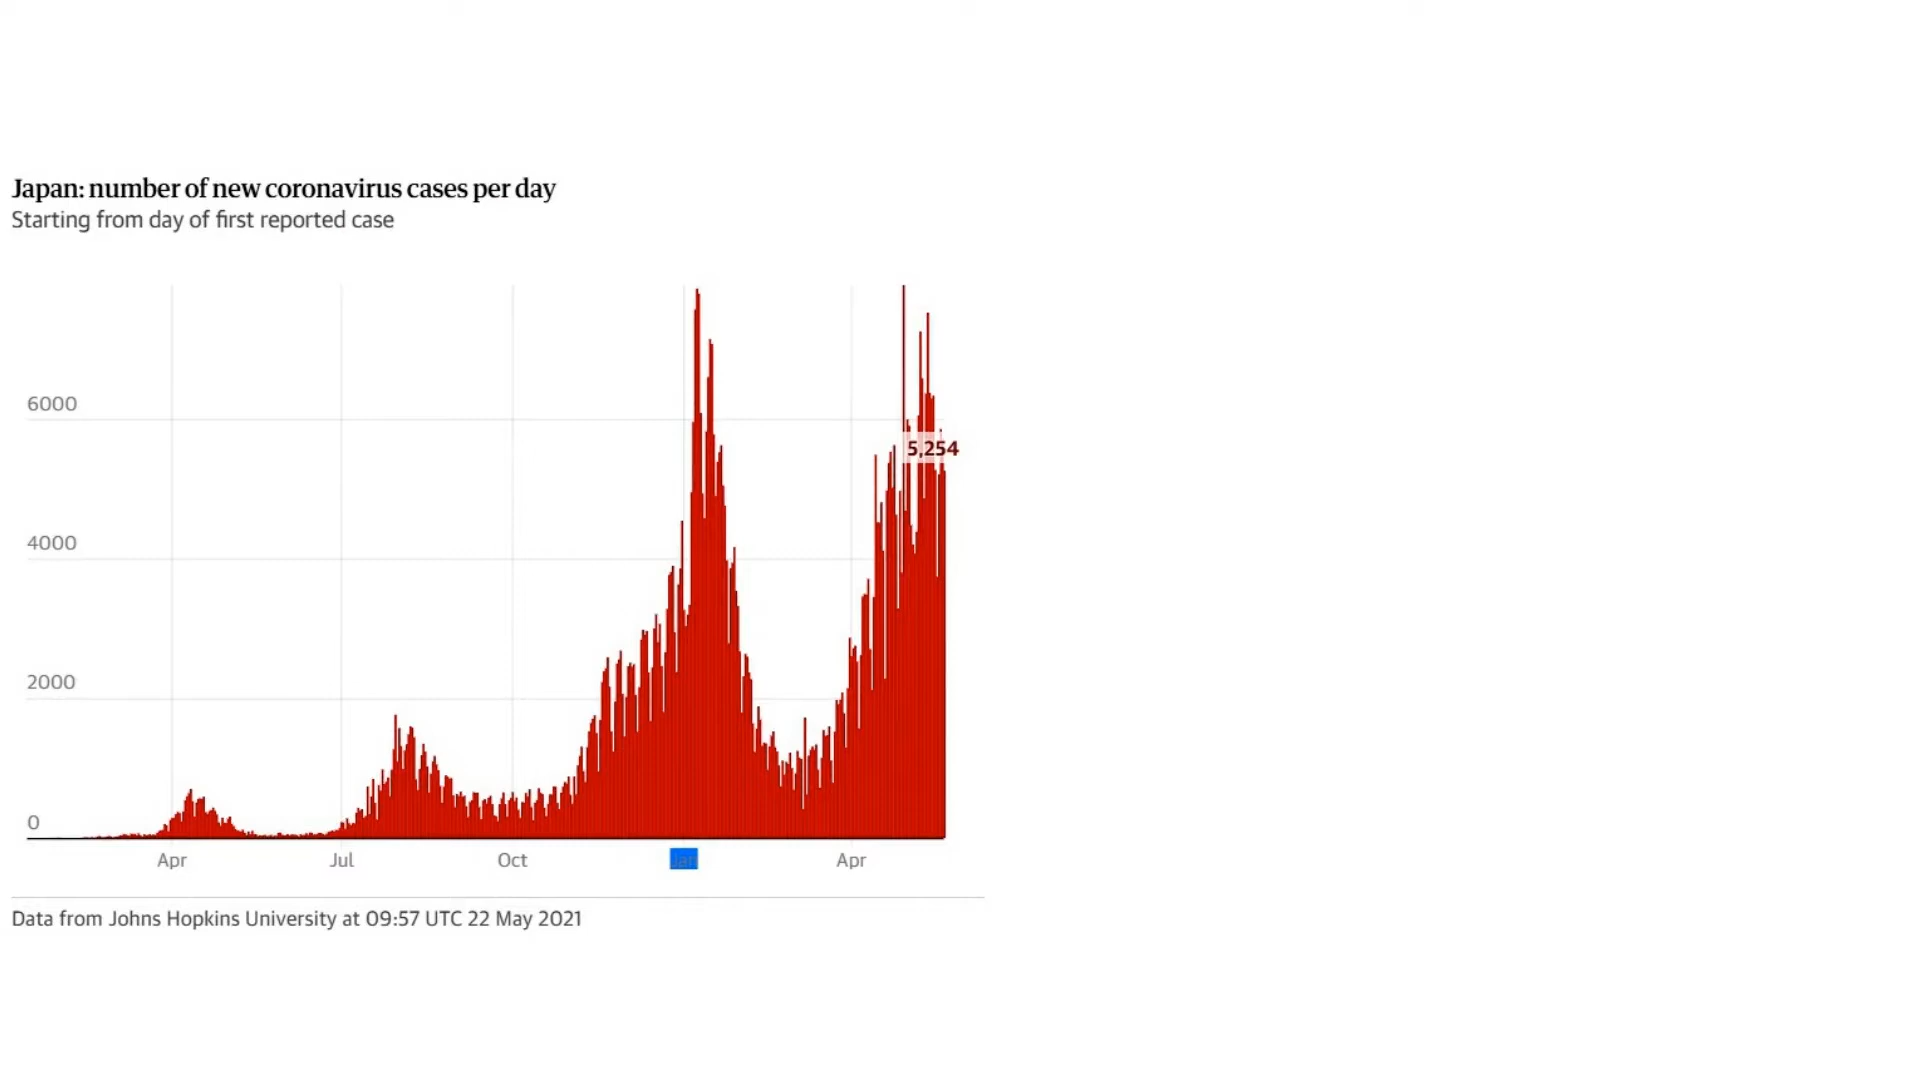 Japan: number of new coronavirus cases per day
Starting from day of first reported case
6000
5,254
4000
2000
0
Apr Jul Oct Jan Apr
Data from Johns Hopkins University at 09:57 UTC 22 May 2021